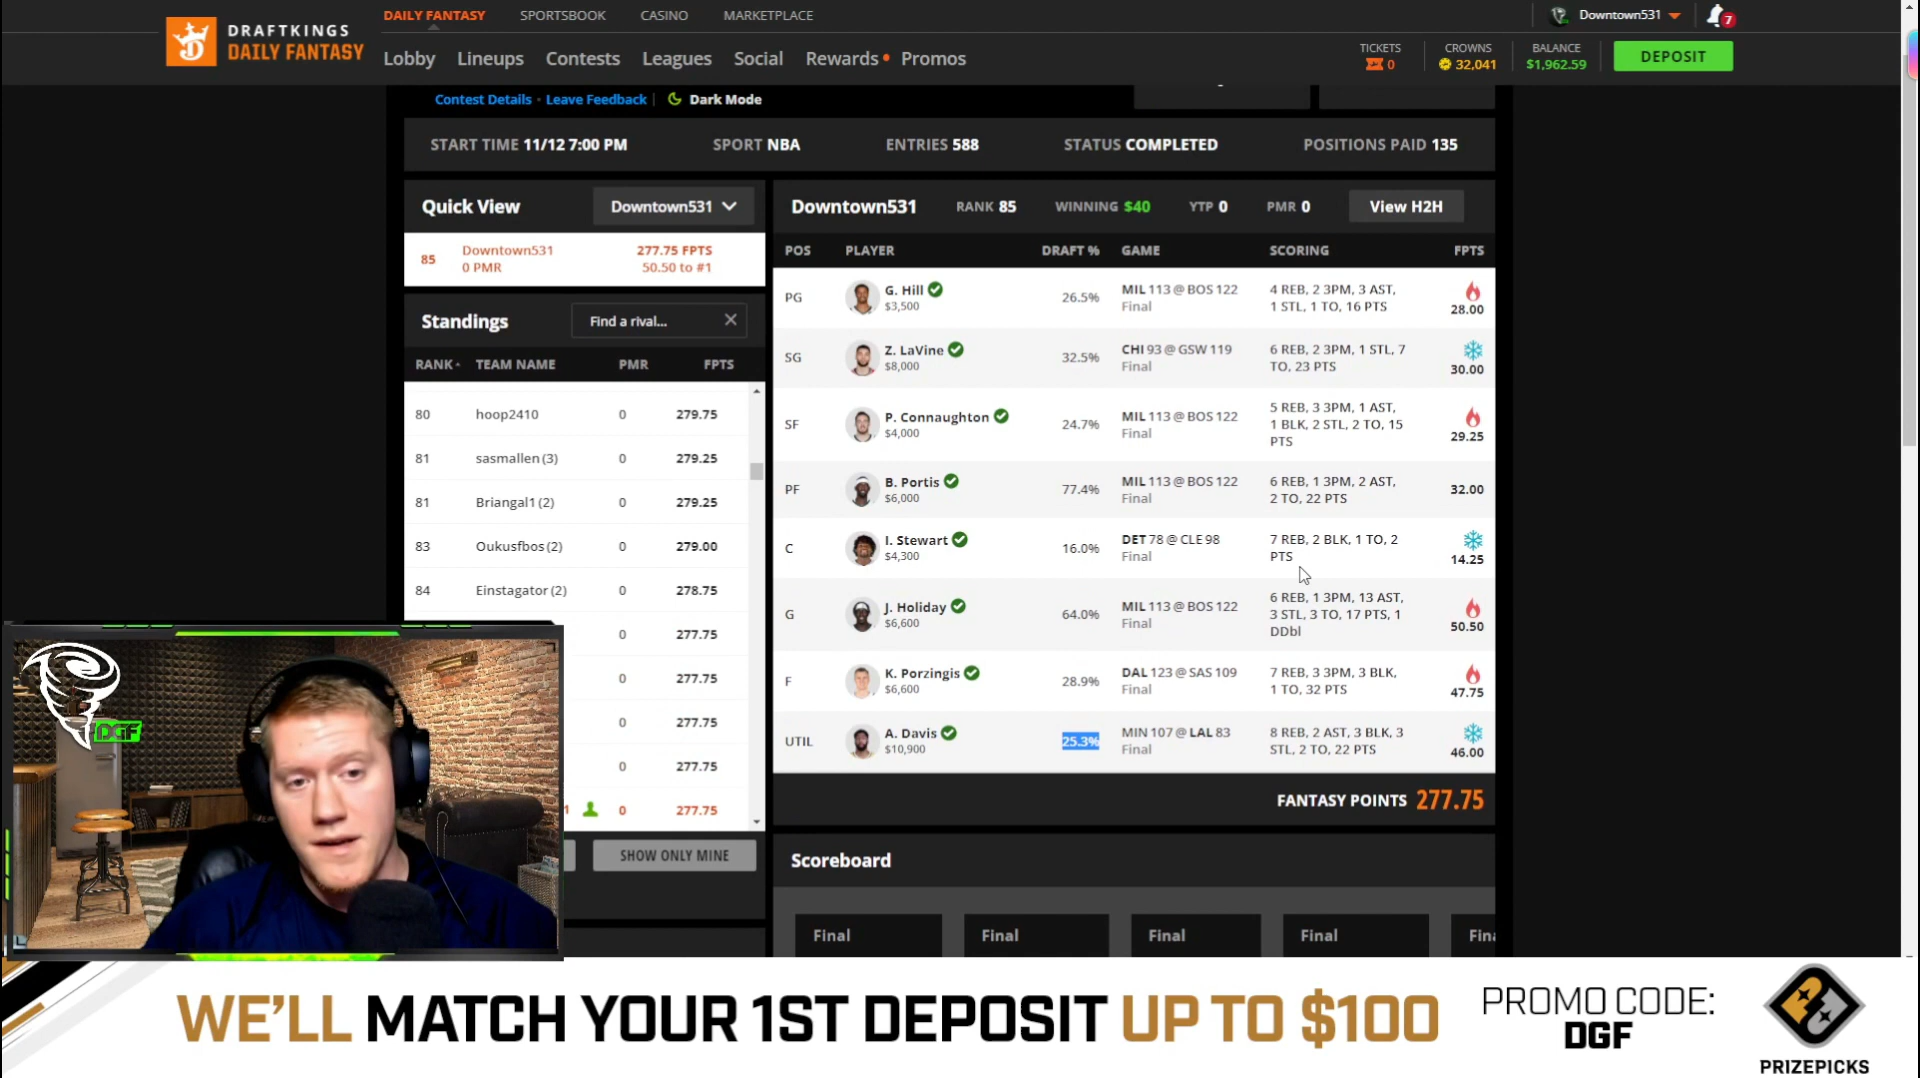 DRAFTKINGS
DAILY FANTASY
DAILY FANTASY SPORTSBOOK CASINO MARKETPLACE
Lobby Lineups Contests Leagues Social Rewards Promos
Downtown531 7
TICKETS 0
CROWNS 32,041
BALANCE $1,962.59
DEPOSIT
Contest Details · Leave Feedback | Dark Mode
START TIME 11/12 7:00 PM SPORT NBA ENTRIES 588 STATUS COMPLETED POSITIONS PAID 135
Quick View Downtown531
85 Downtown531 277.75 FPTS
0 PMR 50.50 to #1
Standings Find a rival...
RANK TEAM NAME PMR FPTS
80 hoop2410 0 279.75
81 sasmallen (3) 0 279.25
81 Briangal1 (2) 0 279.25
83 Oukusfbos (2) 0 279.00
84 Einstagator (2) 0 278.75
0 277.75
0 277.75
0 277.75
0 277.75
1 0 277.75
SHOW ONLY MINE
Downtown531 RANK 85 WINNING $40 YTP 0 PMR 0 View H2H
POS PLAYER DRAFT % GAME SCORING FPTS
PG G. Hill $3,500 26.5% MIL 113 @ BOS 122 Final 4 REB, 2 3PM, 3 AST,
1 STL, 1 TO, 16 PTS 28.00
SG Z. LaVine $8,000 32.5% CHI 93 @ GSW 119 Final 6 REB, 2 3PM, 1 STL, 7
TO, 23 PTS 30.00
SF P. Connaughton $4,000 24.7% MIL 113 @ BOS 122 Final 5 REB, 3 3PM, 1 AST,
1 BLK, 2 STL, 2 TO, 15
PTS 29.25
PF B. Portis $6,000 77.4% MIL 113 @ BOS 122 Final 6 REB, 1 3PM, 2 AST,
2 TO, 22 PTS 32.00
C I. Stewart $4,300 16.0% DET 78 @ CLE 98 Final 7 REB, 2 BLK, 1 TO, 2
PTS 14.25
G J. Holiday $6,600 64.0% MIL 113 @ BOS 122 Final 6 REB, 1 3PM, 13 AST,
3 STL, 3 TO, 17 PTS, 1
DDbl 50.50
F K. Porzingis $6,600 28.9% DAL 123 @ SAS 109 Final 7 REB, 3 3PM, 3 BLK,
1 TO, 32 PTS 47.75
UTIL A. Davis $10,900 25.3% MIN 107 @ LAL 83 Final 8 REB, 2 AST, 3 BLK, 3
STL, 2 TO, 22 PTS 46.00
FANTASY POINTS 277.75
Scoreboard
Final Final Final Final Fin
DGF
WE'LL MATCH YOUR 1ST DEPOSIT UP TO $100
PROMO CODE:
DGF
PRIZEPICKS